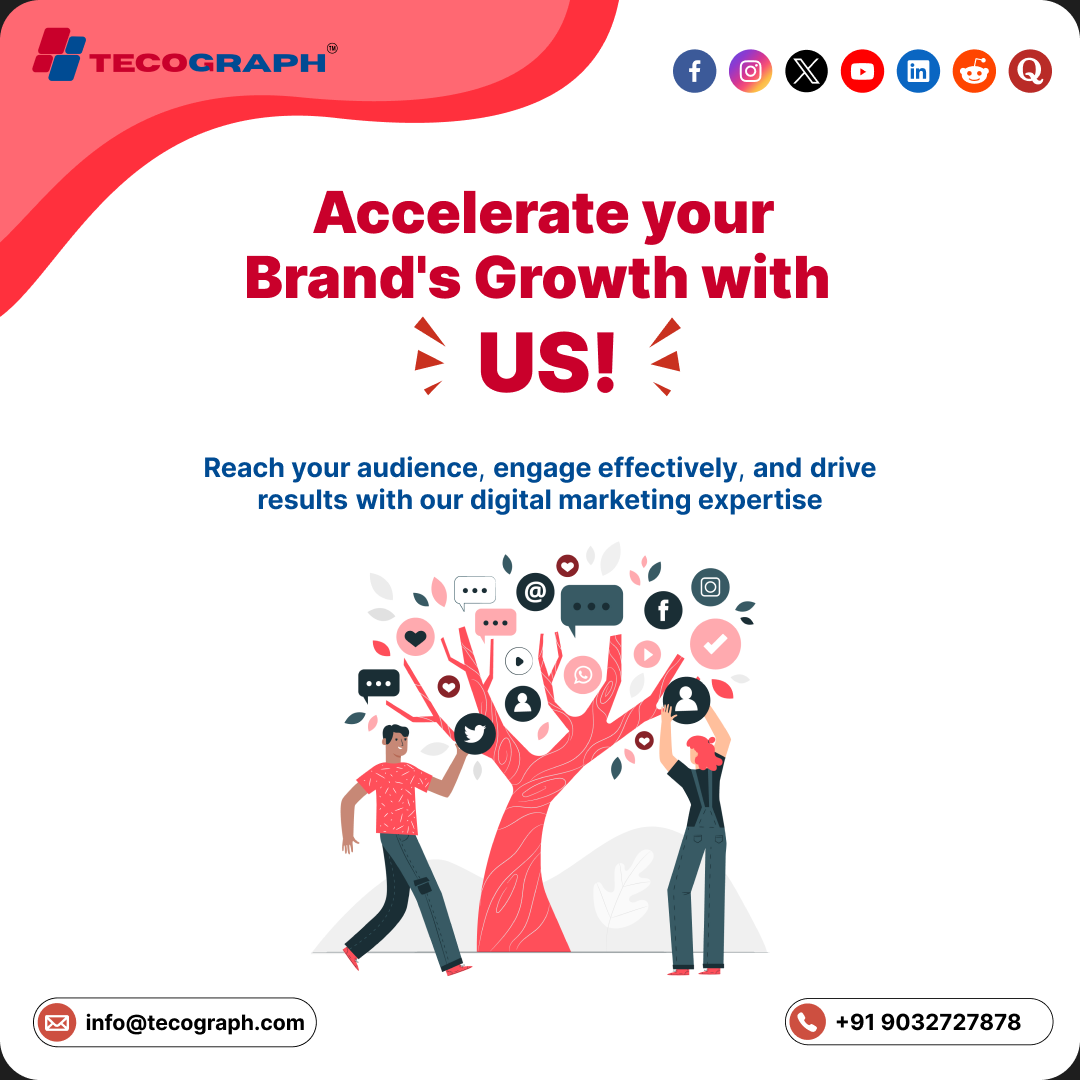 TECOGRAPH TM
Accelerate your
Brand's Growth with
US!
Reach your audience, engage effectively, and drive
results with our digital marketing expertise
@
info@tecograph.com
+91 9032727878